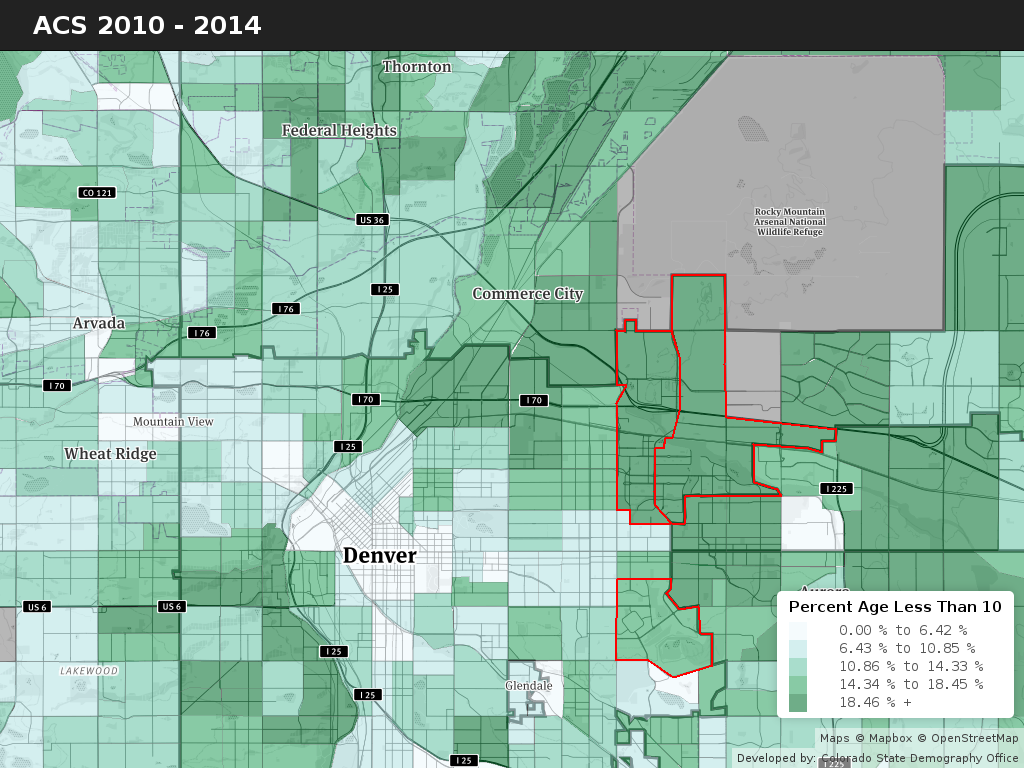 ACS 2010 - 2014
Thornton
Federal Heights
CO 121
US 36
Rocky Mountain
Arsenal National
Wildlife Refuge
I 25
Commerce City
I 76
Arvada
I 76
I 70
I 70
I 70
Mountain View
I 25
Wheat Ridge
I 225
Denver
Aurora
US 6
US 6
I 25
LAKEWOOD
Glendale
I 25
I 25
I 225
Percent Age Less Than 10
0.00 % to 6.42 %
6.43 % to 10.85 %
10.86 % to 14.33 %
14.34 % to 18.45 %
18.46 % +
Maps © Mapbox © OpenStreetMap
Developed by: Colorado State Demography Office